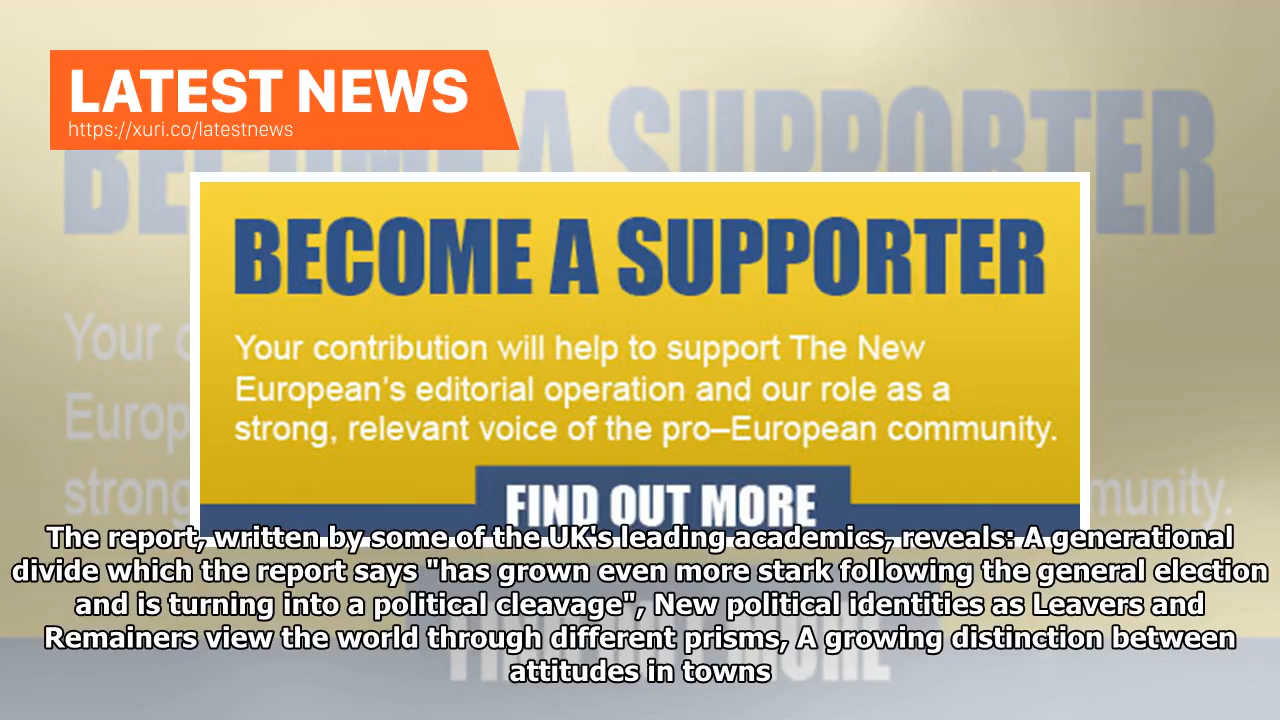 LATEST NEWS
https://xuri.co/latestnews
BECOME A SUPPORTER
Your contribution will help to support The New
European's editorial operation and our role as a
strong, relevant voice of the pro–European community.
FIND OUT MORE
The report, written by some of the UK's leading academics, reveals: A generational
divide which the report says "has grown even more stark following the general election
and is turning into a political cleavage", New political identities as Leavers and
Remainers view the world through different prisms, A growing distinction between
attitudes in towns